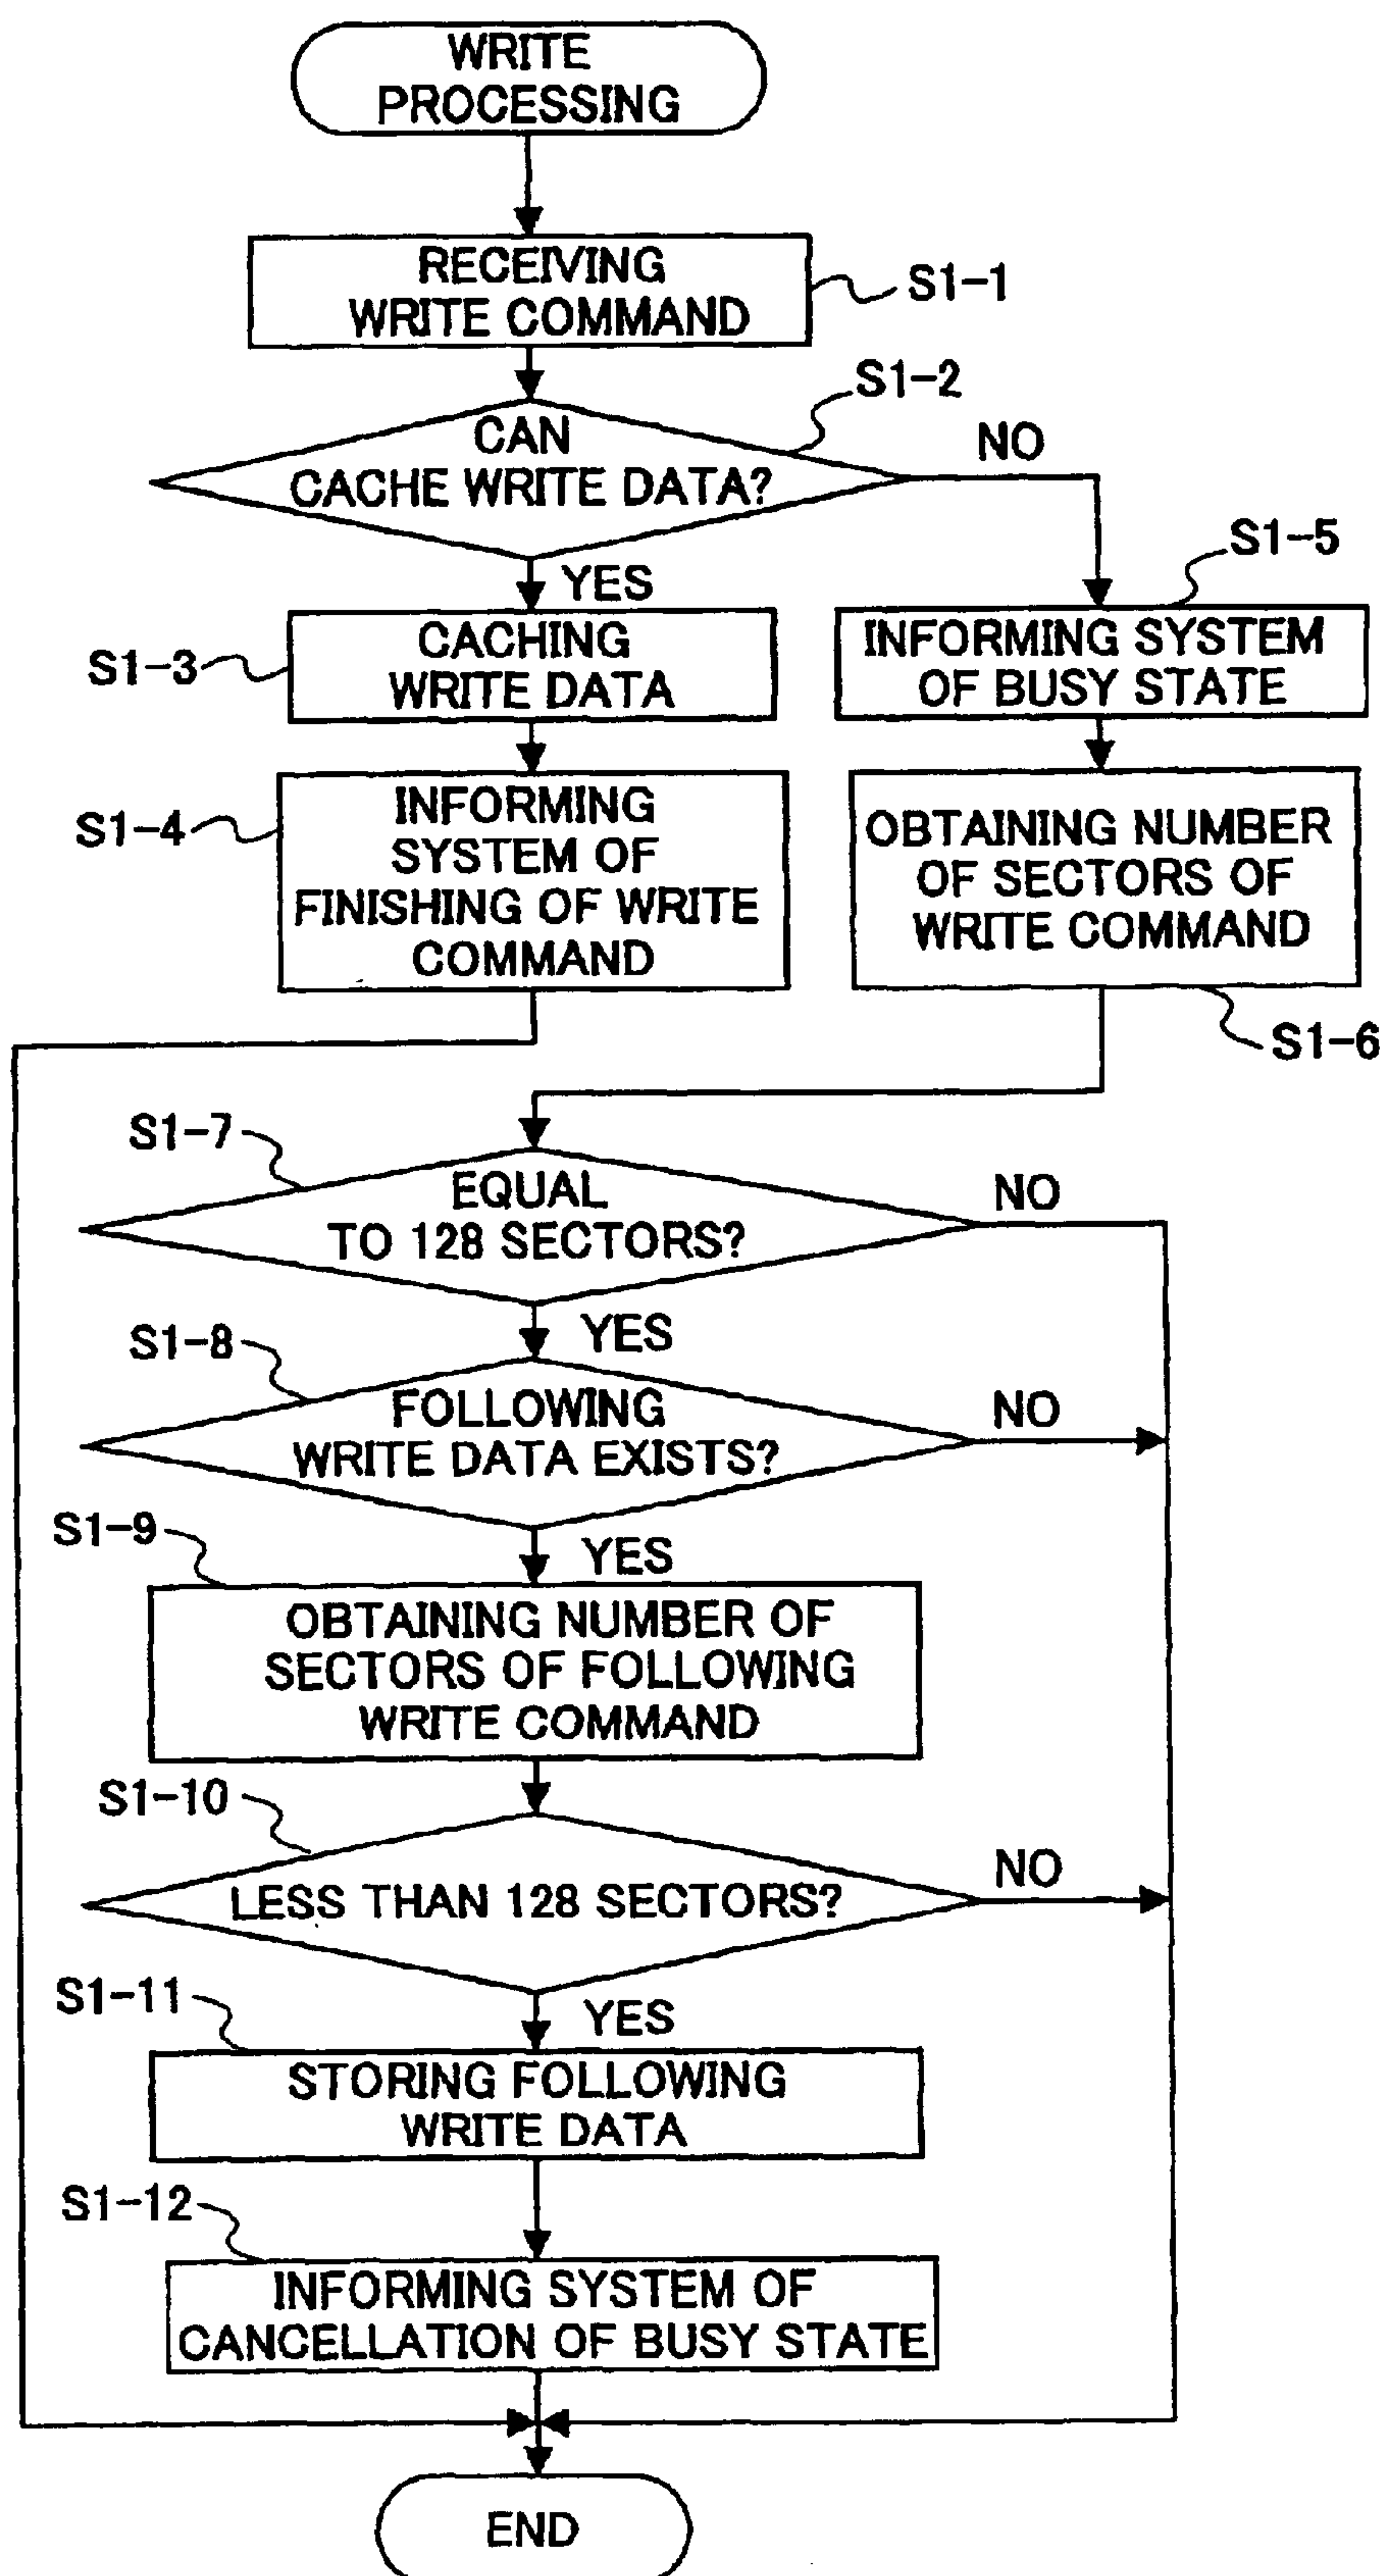 WRITE
PROCESSING
RECEIVING
WRITE COMMAND
S1-1
S1-2
CAN
CACHE WRITE DATA?
NO
YES
S1-3
CACHING
WRITE DATA
S1-5
INFORMING SYSTEM
OF BUSY STATE
S1-4
INFORMING
SYSTEM OF
FINISHING OF WRITE
COMMAND
OBTAINING NUMBER
OF SECTORS OF
WRITE COMMAND
S1-6
S1-7
EQUAL
TO 128 SECTORS?
NO
YES
S1-8
FOLLOWING
WRITE DATA EXISTS?
NO
YES
S1-9
OBTAINING NUMBER OF
SECTORS OF FOLLOWING
WRITE COMMAND
S1-10
LESS THAN 128 SECTORS?
NO
YES
S1-11
STORING FOLLOWING
WRITE DATA
S1-12
INFORMING SYSTEM OF
CANCELLATION OF BUSY STATE
END